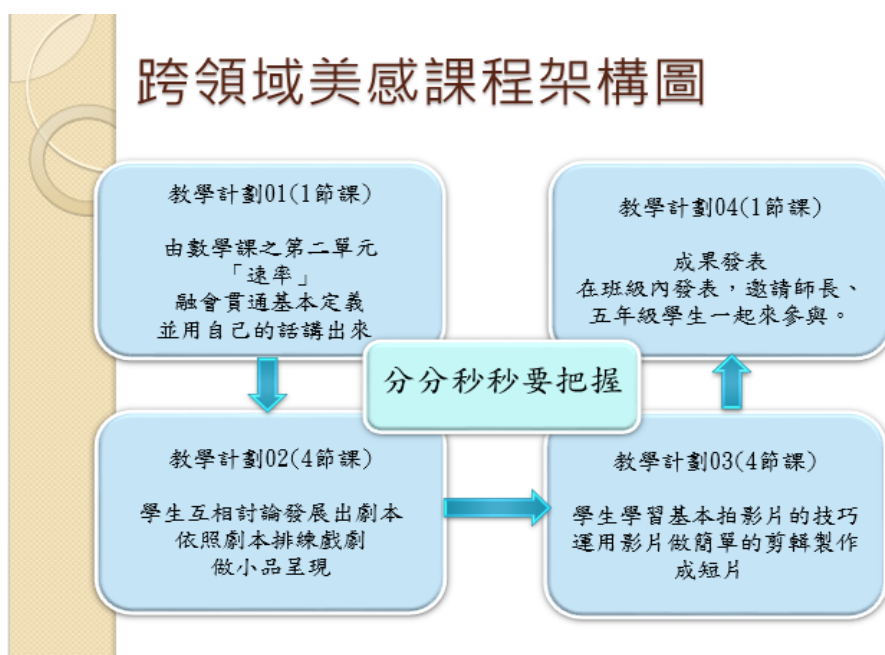 跨領域美感課程架構圖
教學計劃01(1節課)
由數學課之第二單元
「速率」
融會貫通基本定義
並用自己的話講出來
教學計劃04(1節課)
成果發表
在班級內發表，邀請師長、
五年級學生一起來參與。
分分秒秒要把握
教學計劃02(4節課)
學生互相討論發展出劇本
依照劇本排練戲劇
做小品呈現
教學計劃03(4節課)
學生學習基本拍影片的技巧
運用影片做簡單的剪輯製作
成短片